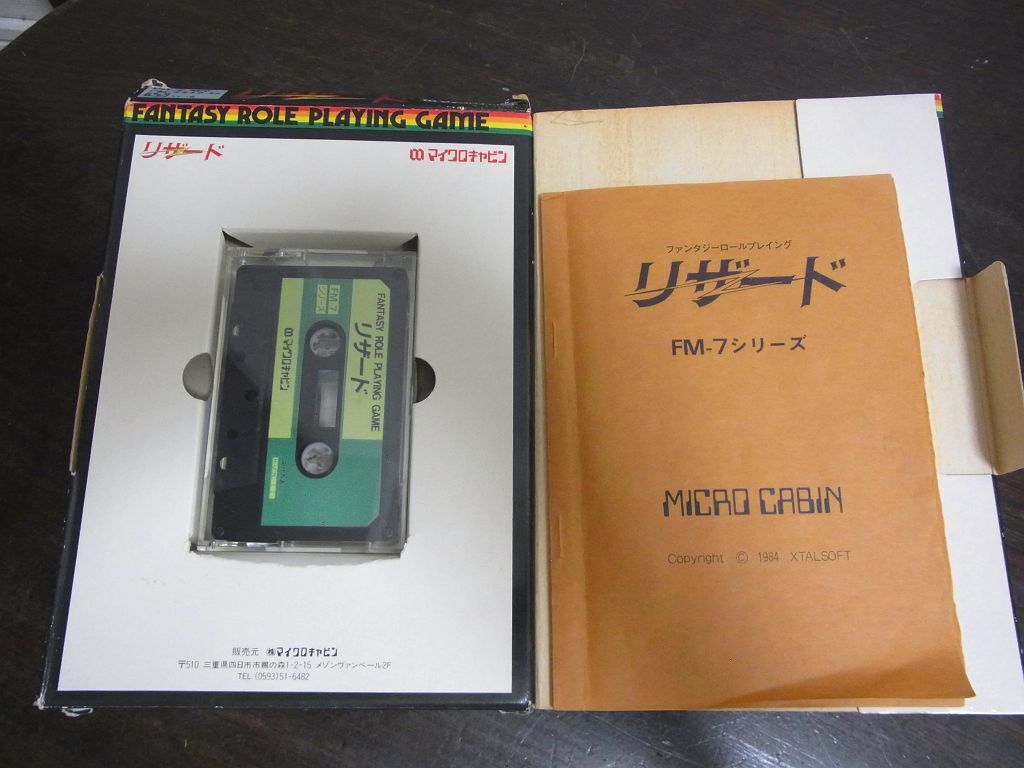 FANTASY ROLE PLAYING GAME
リザード
マイクロキャビン
FM-7
シリーズ
FANTASY ROLE PLAYING GAME
リザード
マイクロキャビン
販売元 ㈱マイクロキャビン
〒510 三重県四日市市鵜の森1-2-15 メゾンヴァンベール2F
TEL.(0593)51-6482
ファンタジーロールプレイング
リザード
FM-7シリーズ
MICRO CABIN
Copyright © 1984 XTALSOFT